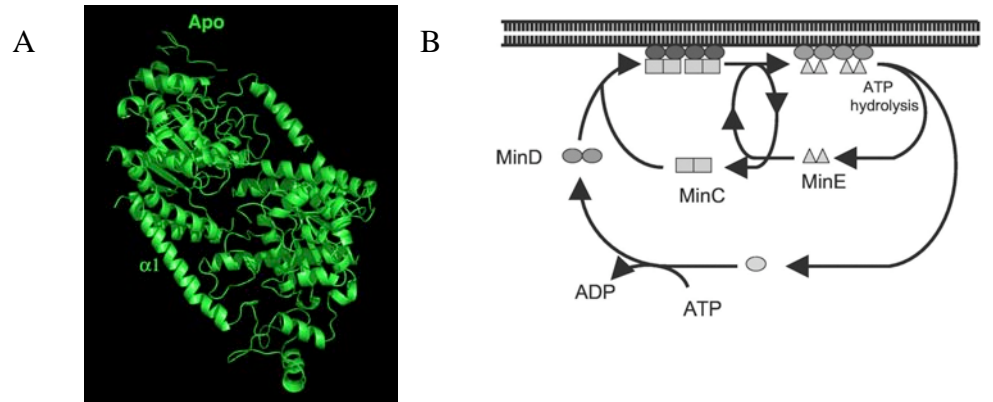 A
Apo
α1
B
ATP
hydrolysis
MinD
MinC
MinE
ADP
ATP